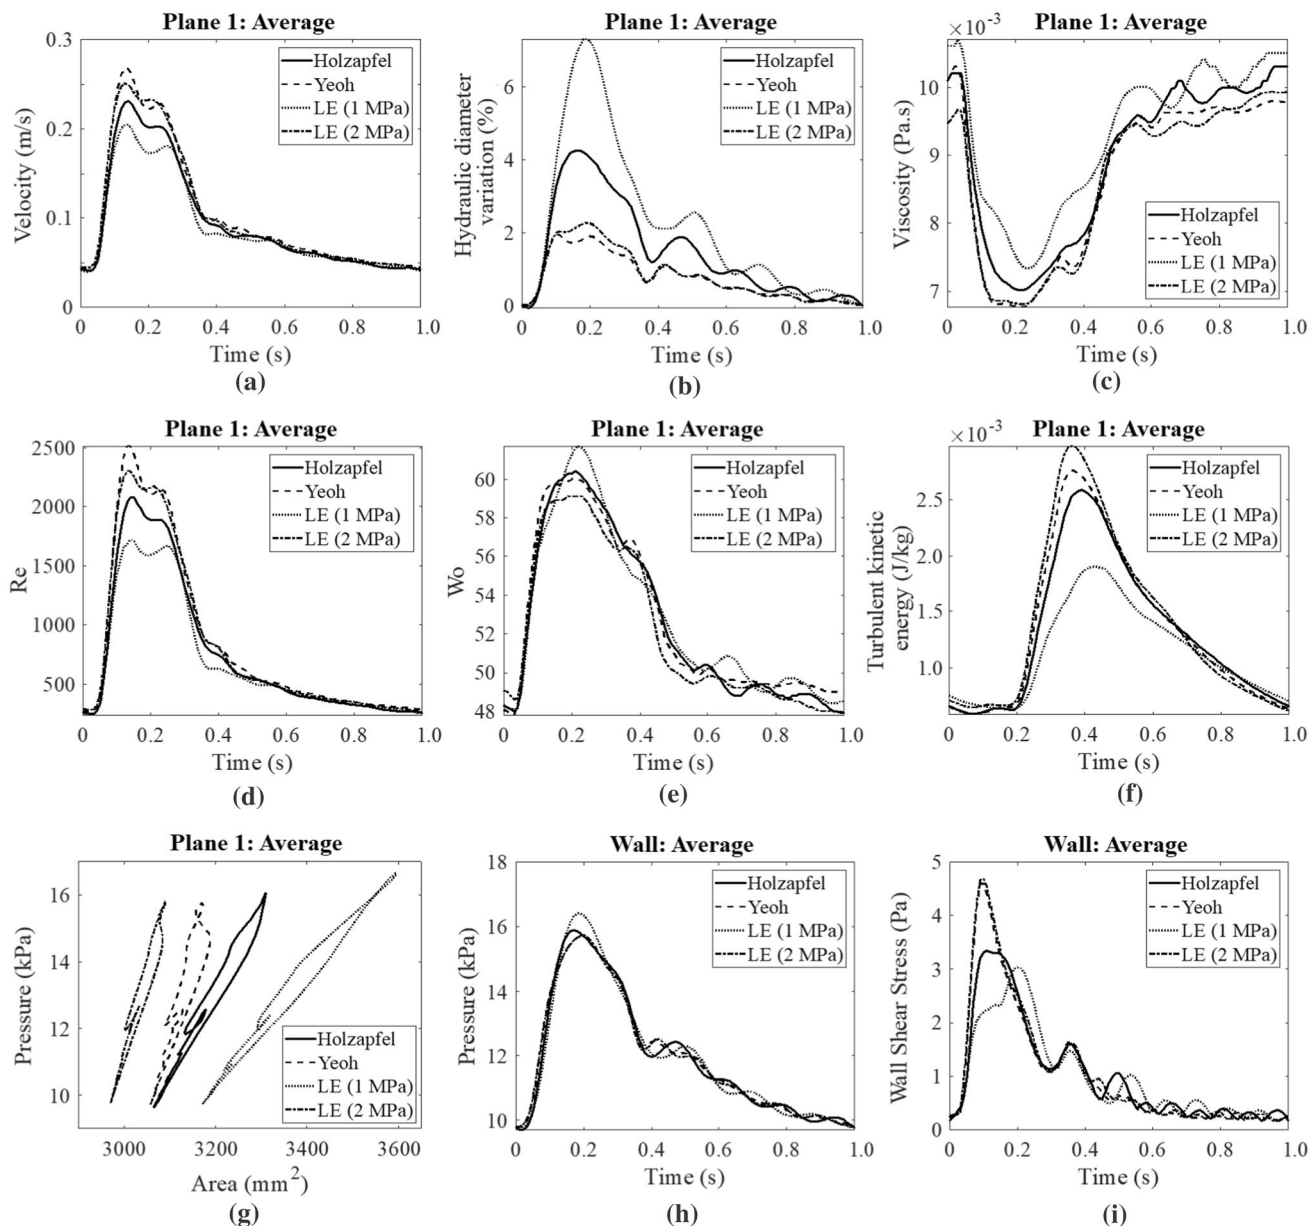 Plane 1: Average
0.3
0.2
0.1
0
Velocity (m/s)
Holzapfel
Yeoh
LE (1 MPa)
LE (2 MPa)
0 0.2 0.4 0.6 0.8 1.0
Time (s)
(a)
Plane 1: Average
6
4
2
0
Hydraulic diameter
variation (%)
Holzapfel
Yeoh
LE (1 MPa)
LE (2 MPa)
0 0.2 0.4 0.6 0.8 1.0
Time (s)
(b)
×10⁻³ Plane 1: Average
10
9
8
7
Viscosity (Pa.s)
Holzapfel
Yeoh
LE (1 MPa)
LE (2 MPa)
0 0.2 0.4 0.6 0.8 1.0
Time (s)
(c)
Plane 1: Average
2500
2000
1500
1000
500
Re
Holzapfel
Yeoh
LE (1 MPa)
LE (2 MPa)
0 0.2 0.4 0.6 0.8 1.0
Time (s)
(d)
Plane 1: Average
60
58
56
54
52
50
48
Wo
Holzapfel
Yeoh
LE (1 MPa)
LE (2 MPa)
0 0.2 0.4 0.6 0.8 1.0
Time (s)
(e)
×10⁻³ Plane 1: Average
2.5
2.0
1.5
1.0
Turbulent kinetic
energy (J/kg)
Holzapfel
Yeoh
LE (1 MPa)
LE (2 MPa)
0 0.2 0.4 0.6 0.8 1.0
Time (s)
(f)
Plane 1: Average
16
14
12
10
Pressure (kPa)
Holzapfel
Yeoh
LE (1 MPa)
LE (2 MPa)
3000 3200 3400 3600
Area (mm²)
(g)
Wall: Average
18
16
14
12
10
Pressure (kPa)
Holzapfel
Yeoh
LE (1 MPa)
LE (2 MPa)
0 0.2 0.4 0.6 0.8 1.0
Time (s)
(h)
Wall: Average
5
4
3
2
1
0
Wall Shear Stress (Pa)
Holzapfel
Yeoh
LE (1 MPa)
LE (2 MPa)
0 0.2 0.4 0.6 0.8 1.0
Time (s)
(i)